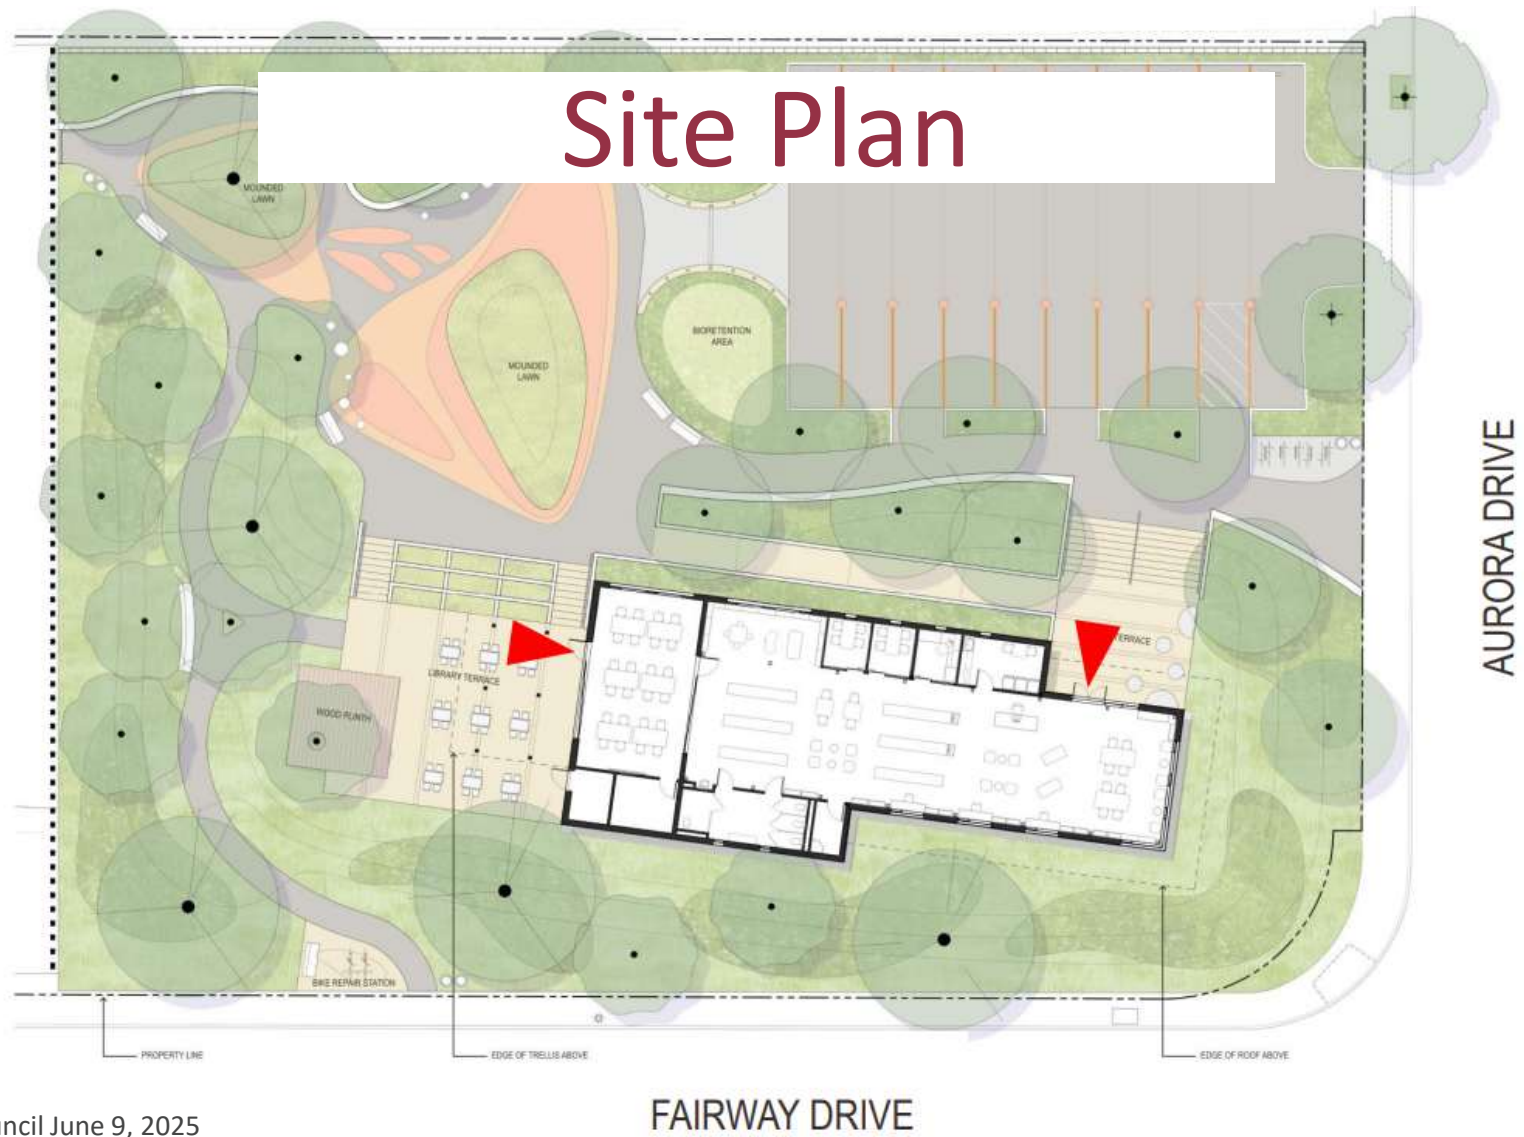 Site Plan
MOUNDED
LAWN
BIORETENTION
AREA
MOUNDED
LAWN
AURORA DRIVE
TERRACE
LIBRARY TERRACE
WOOD PLINTH
BIKE REPAIR STATION
PROPERTY LINE
EDGE OF TRELLIS ABOVE
EDGE OF ROOF ABOVE
FAIRWAY DRIVE
uncil June 9, 2025